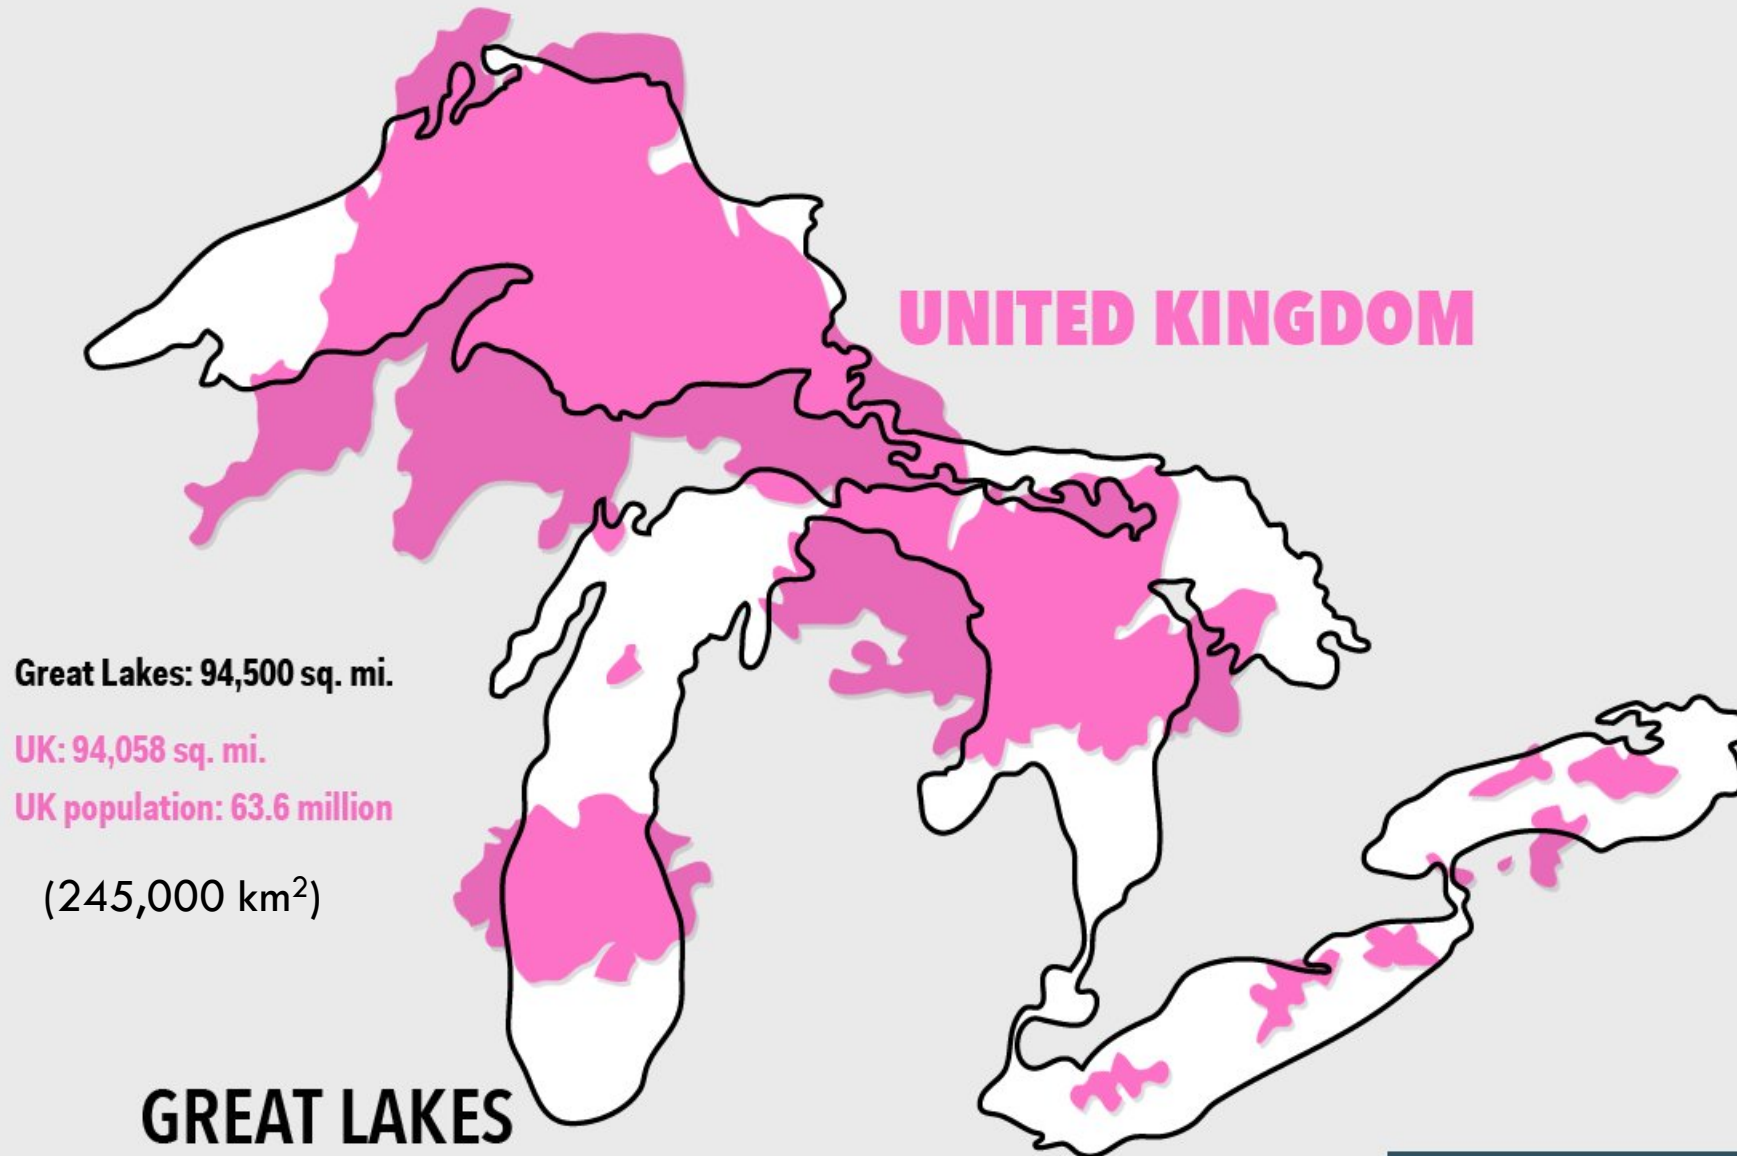 UNITED KINGDOM
Great Lakes: 94,500 sq. mi.
UK: 94,058 sq. mi.
UK population: 63.6 million
(245,000 km²)
GREAT LAKES